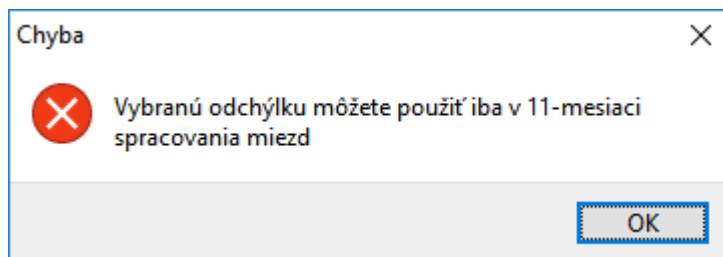 Chyba
Vybranú odchýlku môžete použiť iba v 11-mesiaci
spracovania miezd
OK